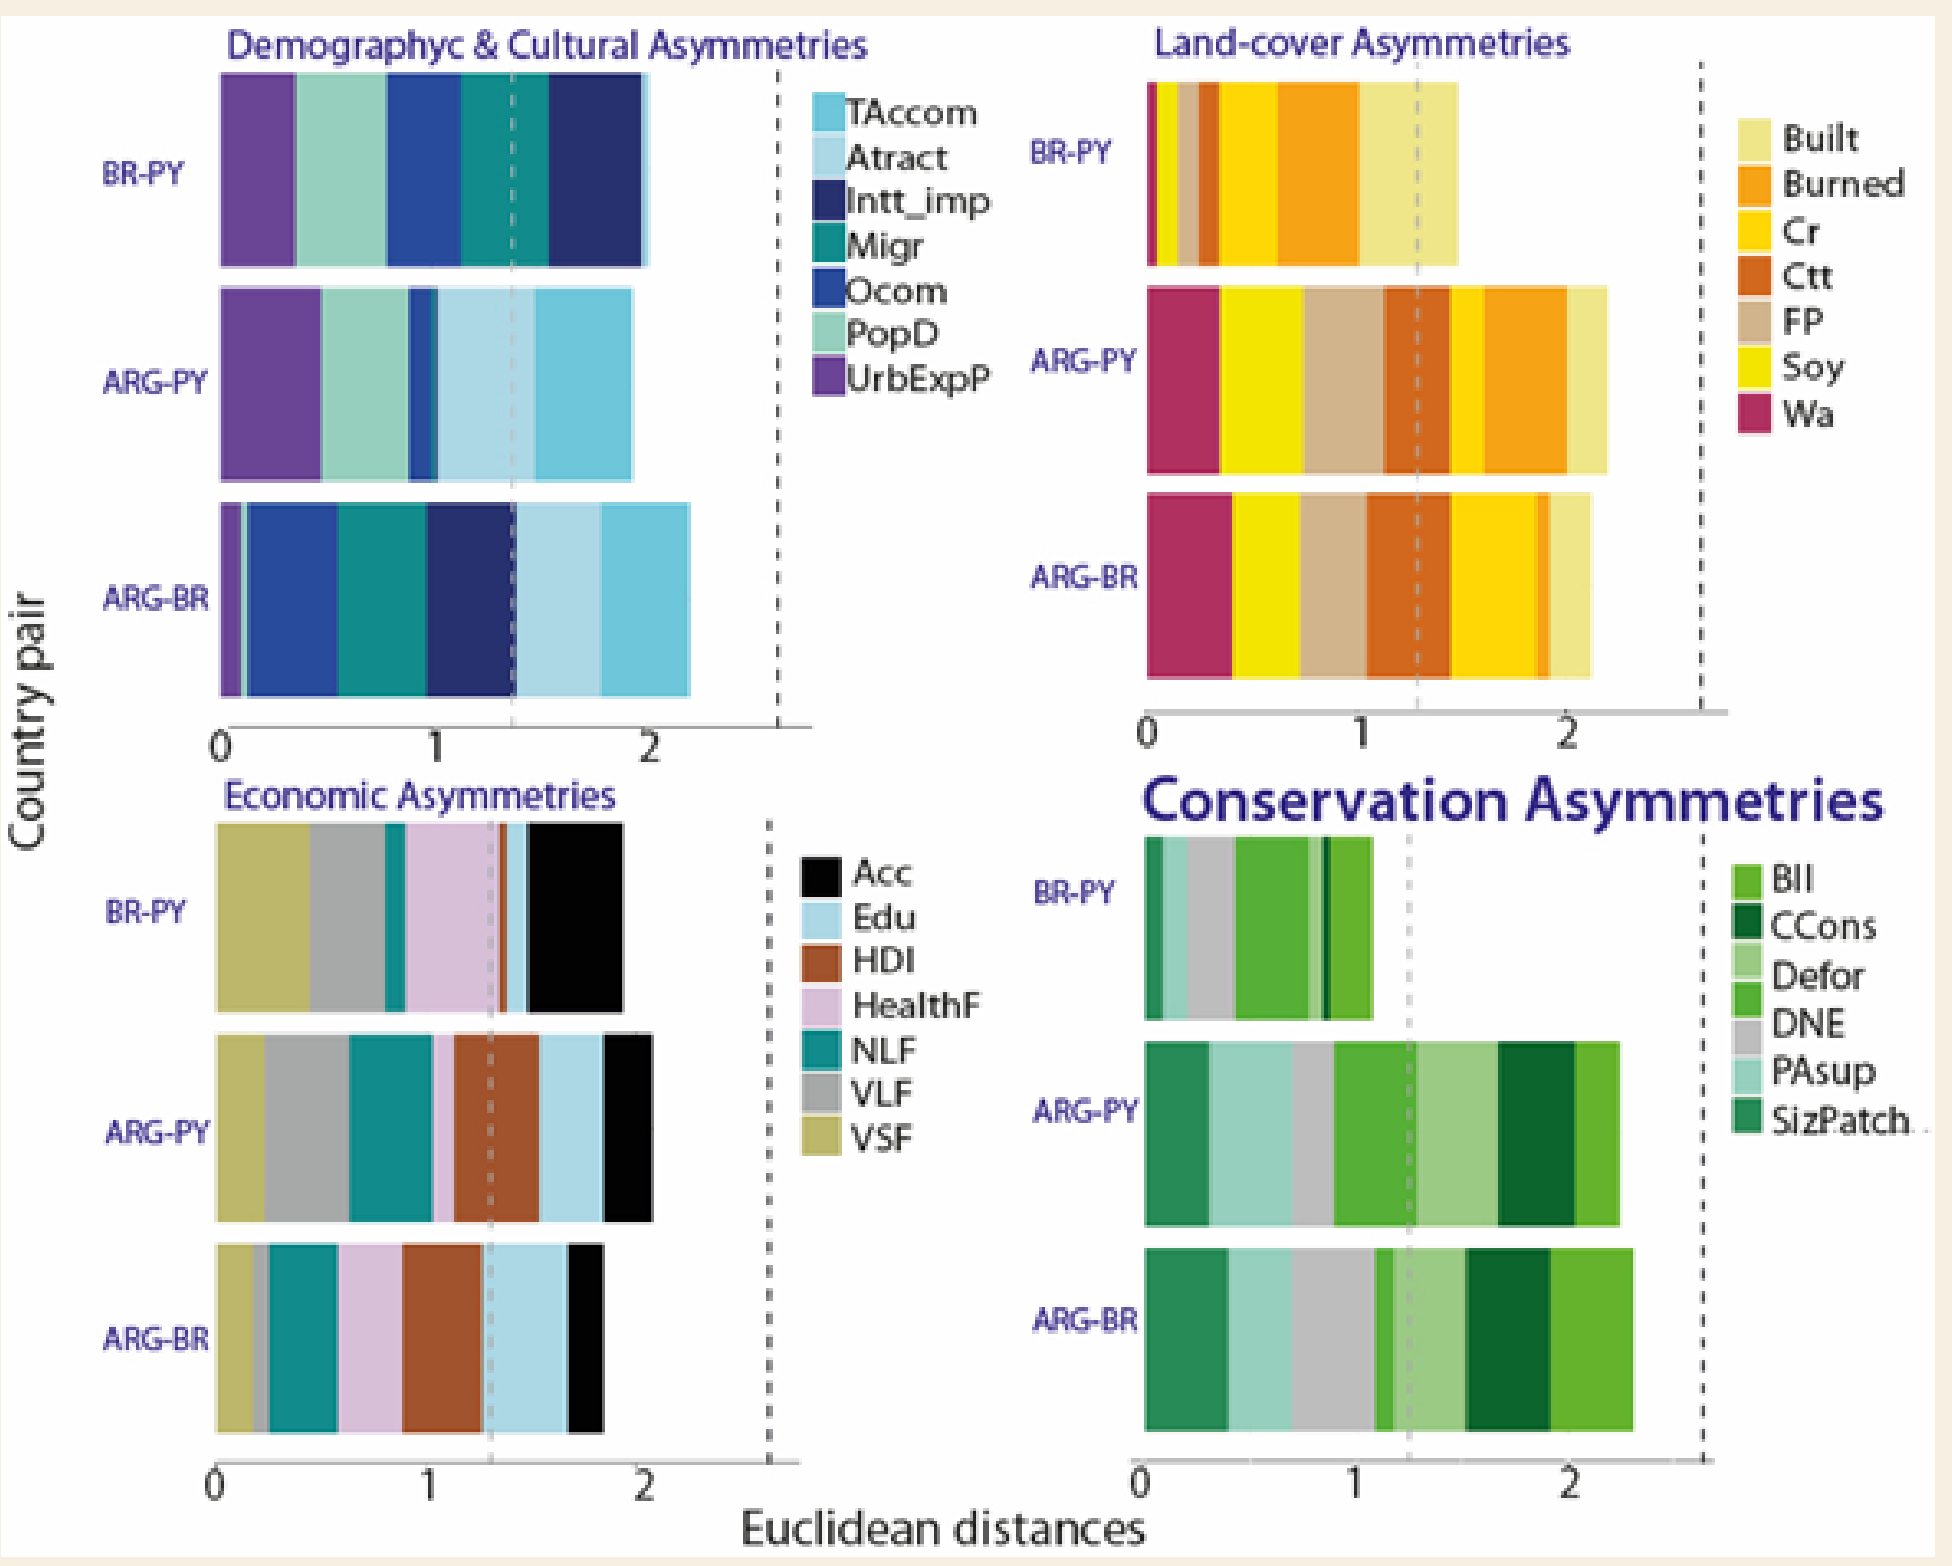 Demographyc & Cultural Asymmetries
BR-PY
ARG-PY
ARG-BR
TAccom
Atract
Intt_imp
Migr
Ocom
PopD
UrbExpP
0 1 2
Land-cover Asymmetries
BR-PY
ARG-PY
ARG-BR
Built
Burned
Cr
Ctt
FP
Soy
Wa
0 1 2
Country pair
Economic Asymmetries
BR-PY
ARG-PY
ARG-BR
Acc
Edu
HDI
HealthF
NLF
VLF
VSF
0 1 2
Conservation Asymmetries
BR-PY
ARG-PY
ARG-BR
BII
CCons
Defor
DNE
PAsup
SizPatch
0 1 2
Euclidean distances